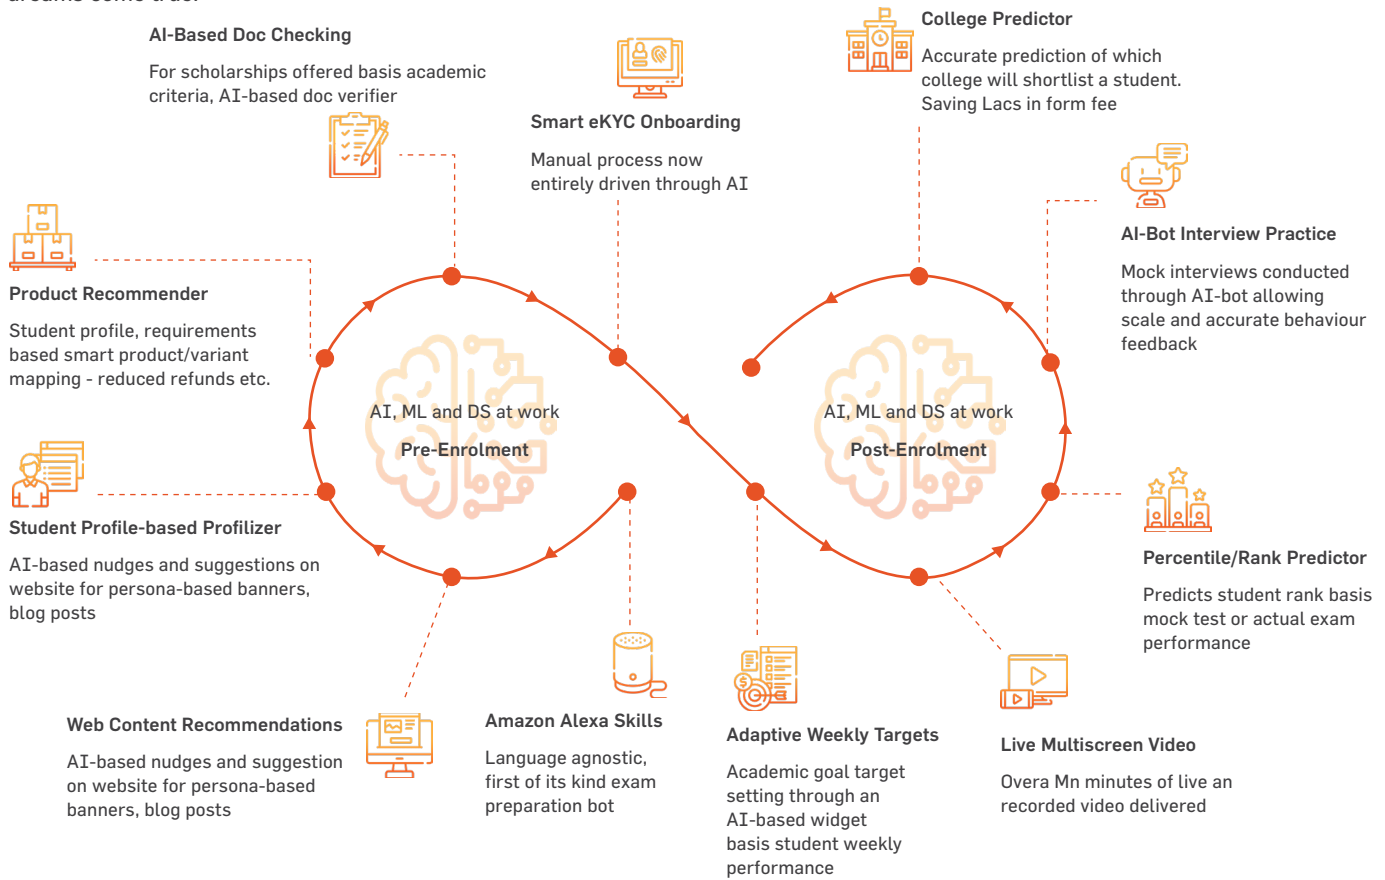 AI-Based Doc Checking
For scholarships offered basis academic
criteria, AI-based doc verifier
Smart eKYC Onboarding
Manual process now
entirely driven through AI
College Predictor
Accurate prediction of which
college will shortlist a student.
Saving Lacs in form fee
AI-Bot Interview Practice
Mock interviews conducted
through AI-bot allowing
scale and accurate behaviour
feedback
Product Recommender
Student profile, requirements
based smart product/variant
mapping - reduced refunds etc.
AI, ML and DS at work
Pre-Enrolment
AI, ML and DS at work
Post-Enrolment
Student Profile-based Profilizer
AI-based nudges and suggestions on
website for persona-based banners,
blog posts
Percentile/Rank Predictor
Predicts student rank basis
mock test or actual exam
performance
Web Content Recommendations
AI-based nudges and suggestion
on website for persona-based
banners, blog posts
Amazon Alexa Skills
Language agnostic,
first of its kind exam
preparation bot
Adaptive Weekly Targets
Academic goal target
setting through an
AI-based widget
basis student weekly
performance
Live Multiscreen Video
Overa Mn minutes of live an
recorded video delivered